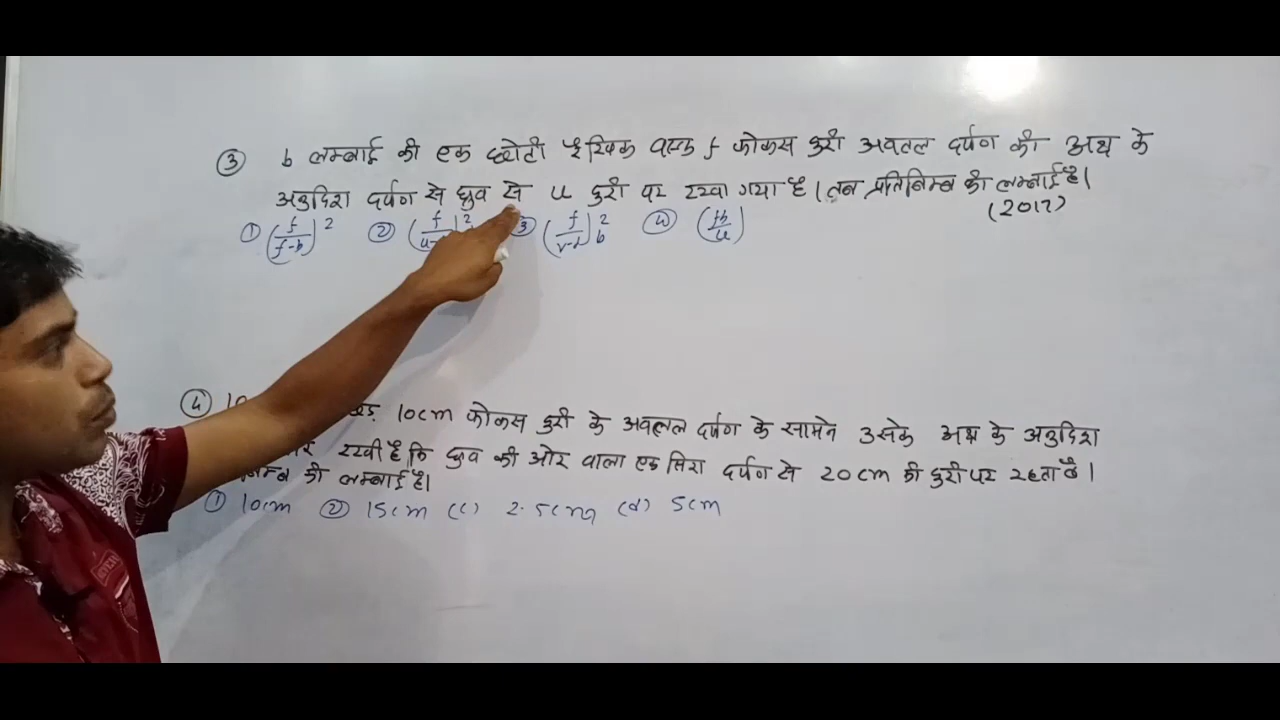 ③ b लम्बाई की एक छोटी रैखिक वस्तु f फोकस दुरी अवतल दर्पण की अक्ष के
अनुदिश दर्पण से ध्रुव से u दुरी पर रखा गया है। तब प्रतिबिम्ब की लम्बाई है।
(2017)
① (f/f-b)² ② (f/u-)² ③ (f/v-f)² b ④ (fb/u)
④ 10 10cm फोकस दुरी के अवतल दर्पण के सामने उसके अक्ष के अनुदिश
रखी है कि ध्रुव की ओर वाला एक सिरा दर्पण से 20cm की दुरी पर रहता है।
की लम्बाई है।
① 10cm ② 15cm (c) 2.5cm (d) 5cm